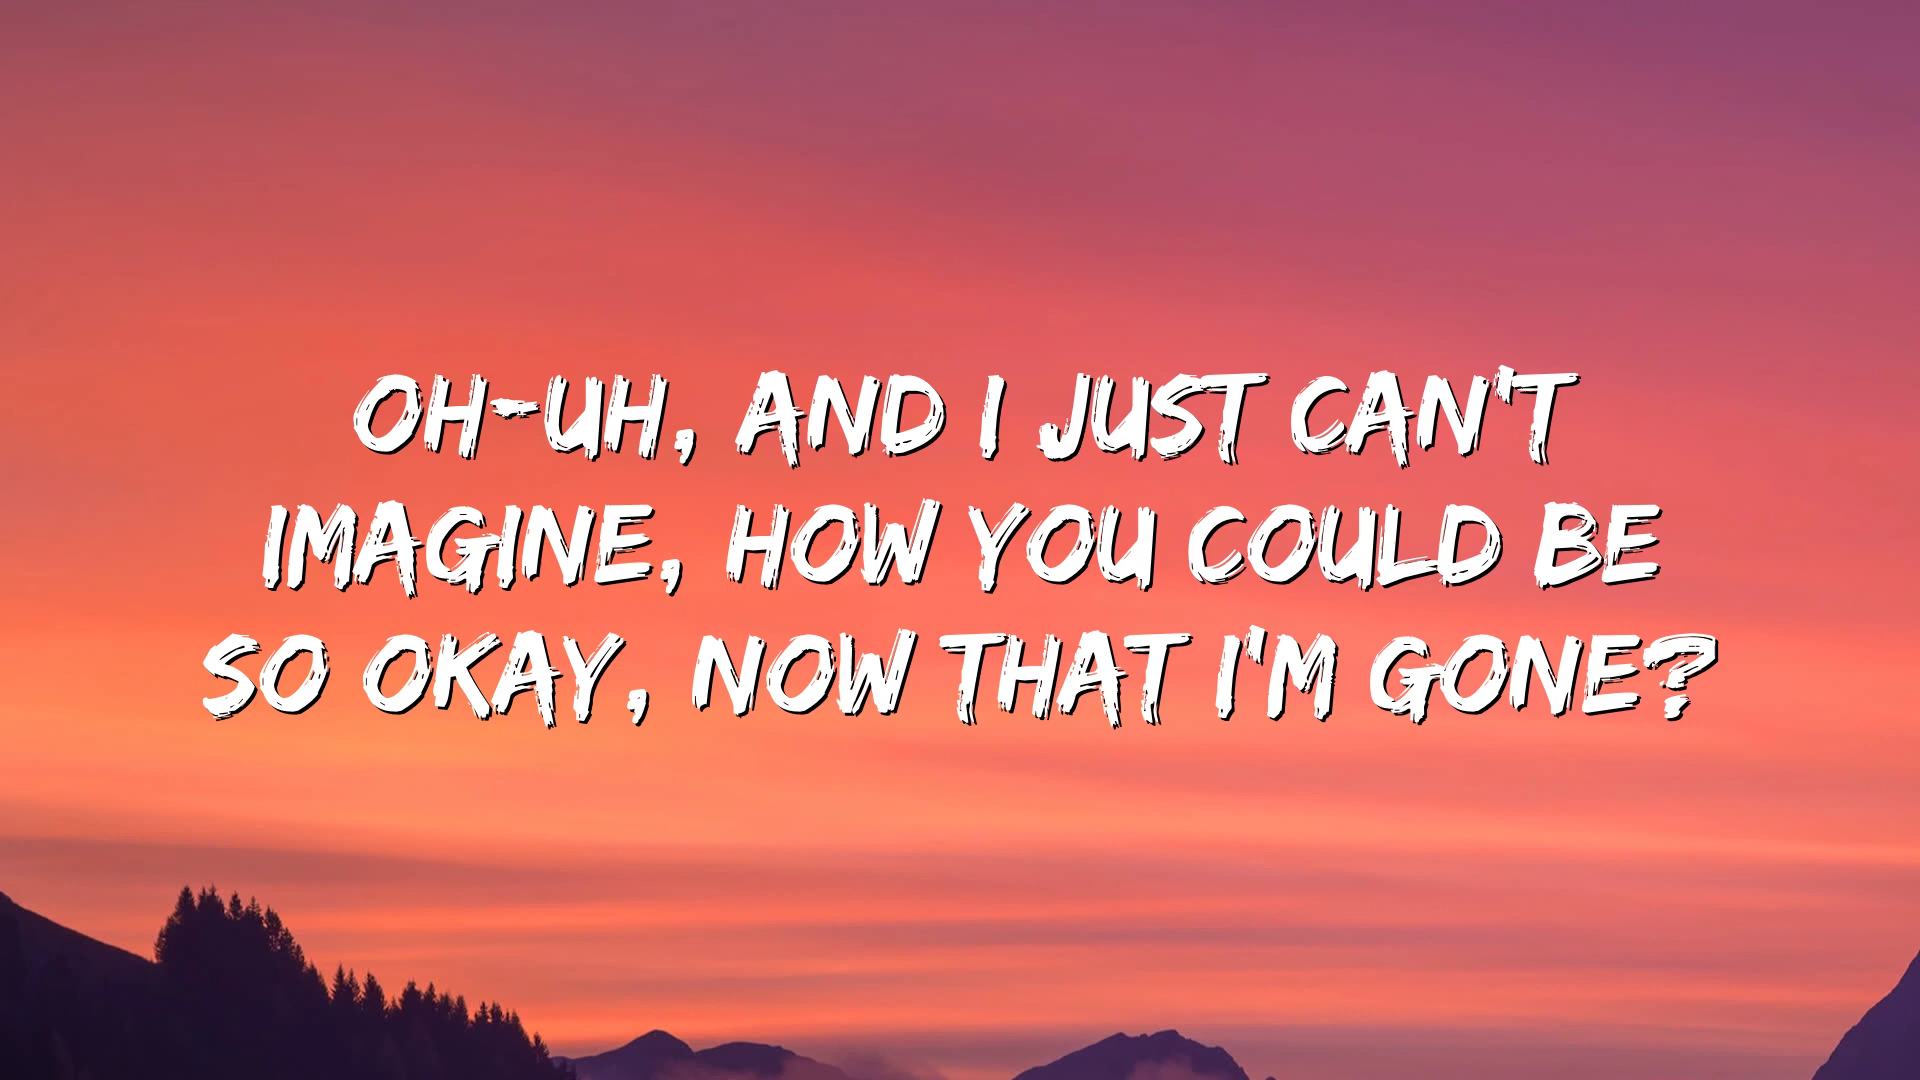 OH-UH, AND I JUST CAN'T
IMAGINE, HOW YOU COULD BE
SO OKAY, NOW THAT I'M GONE?